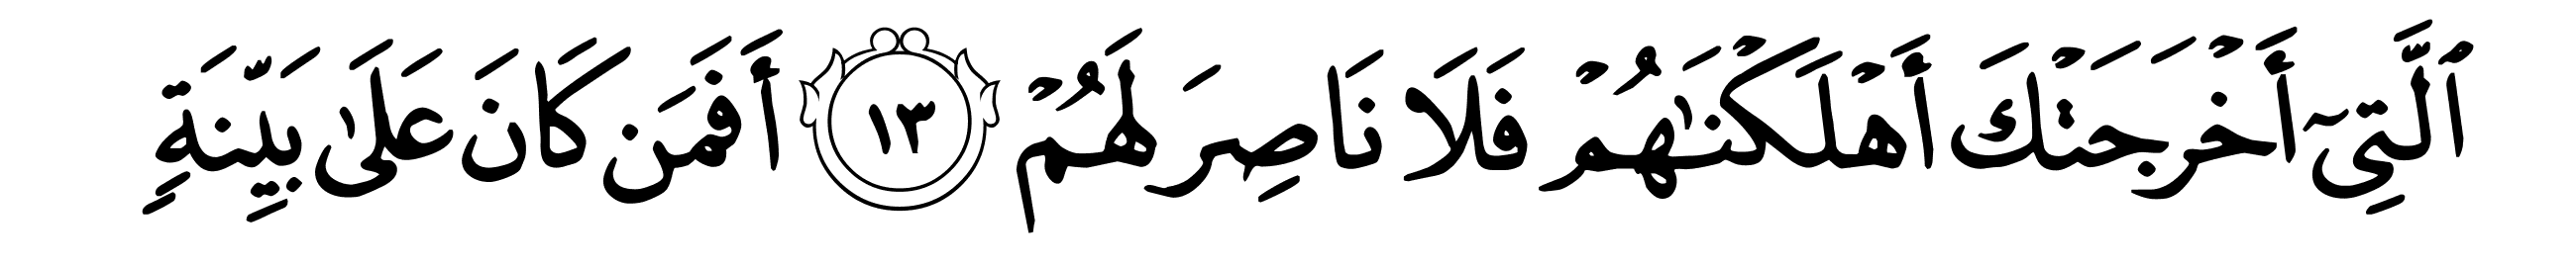 ٱلَّتِىٓ أَخْرَجَتْكَ أَهْلَكْنَـٰهُمْ فَلَا نَاصِرَ لَهُمْ ١٣ أَفَمَن كَانَ عَلَىٰ بَيِّنَةٍ